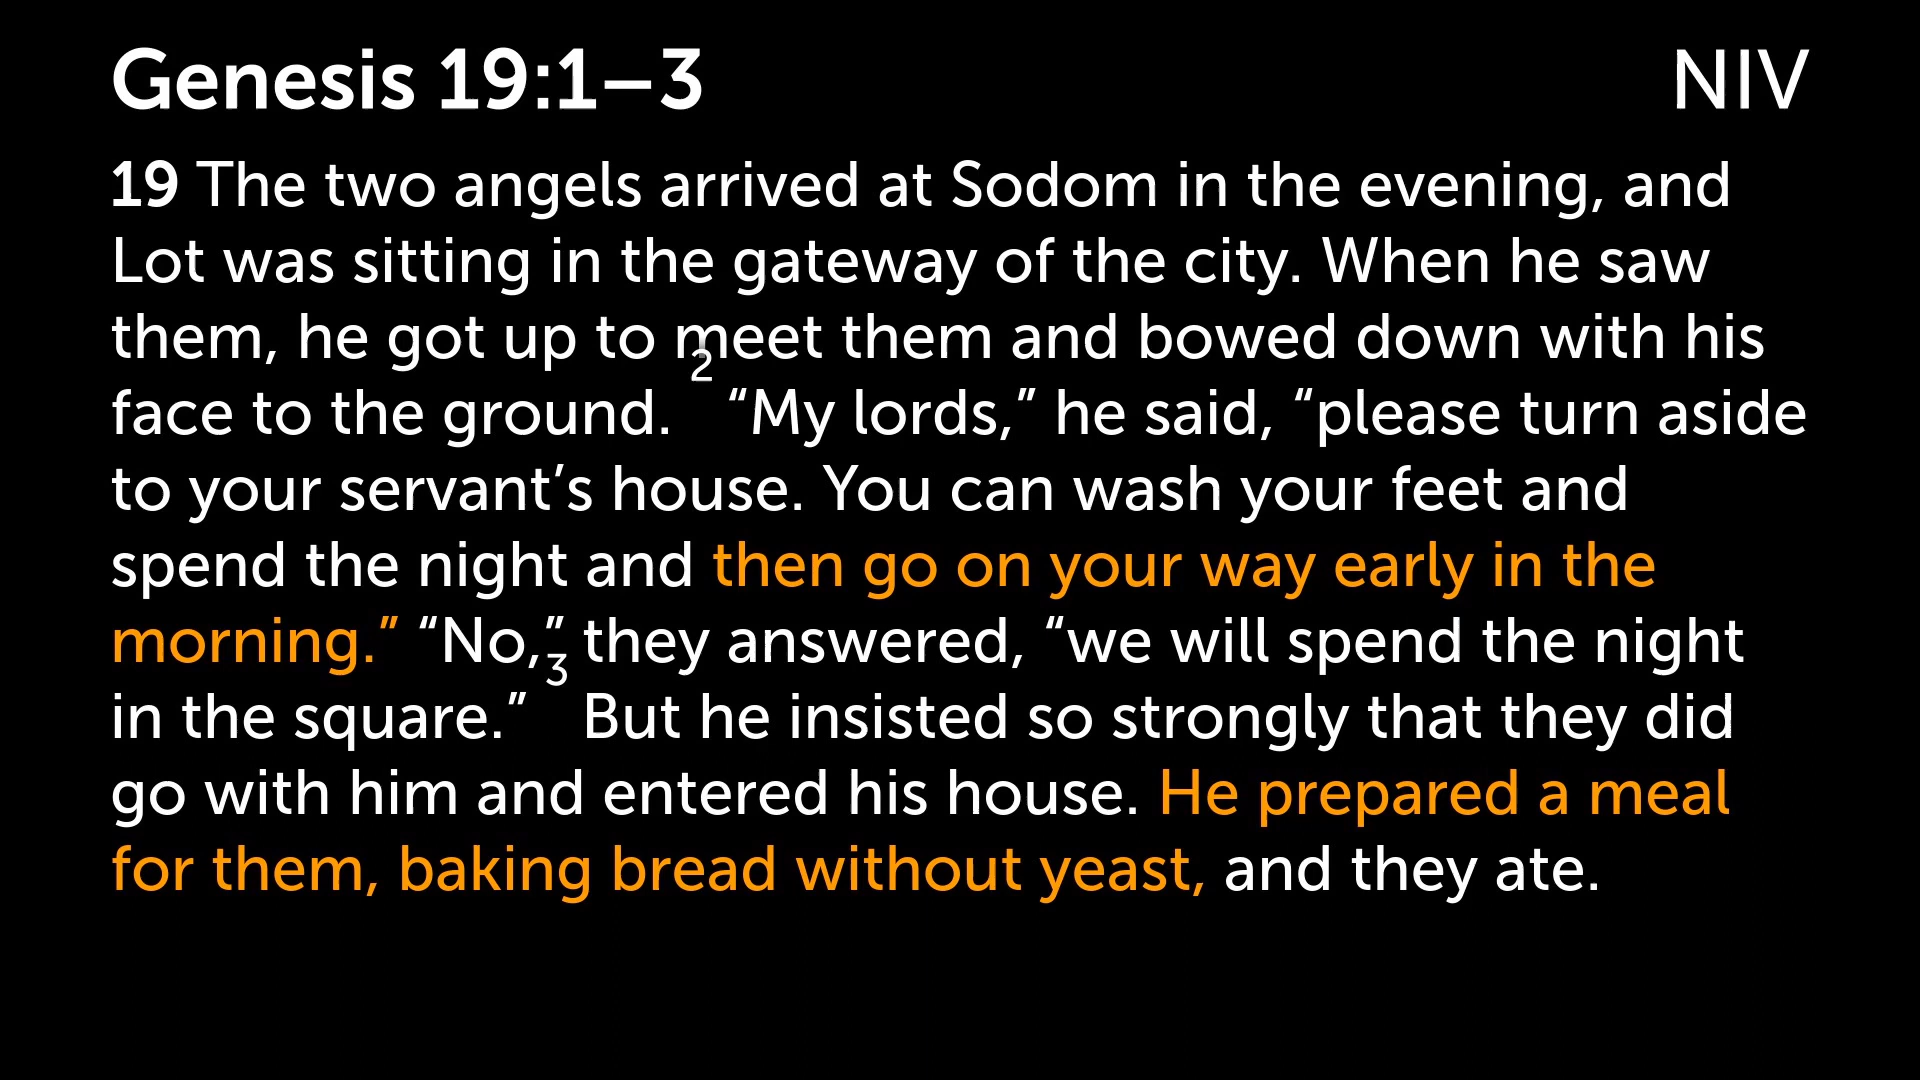 Genesis 19:1–3 NIV
19 The two angels arrived at Sodom in the evening, and
Lot was sitting in the gateway of the city. When he saw
them, he got up to meet them and bowed down with his
face to the ground. 2 “My lords,” he said, “please turn aside
to your servant’s house. You can wash your feet and
spend the night and then go on your way early in the
morning.” “No,” they answered, “we will spend the night
in the square.” 3 But he insisted so strongly that they did
go with him and entered his house. He prepared a meal
for them, baking bread without yeast, and they ate.